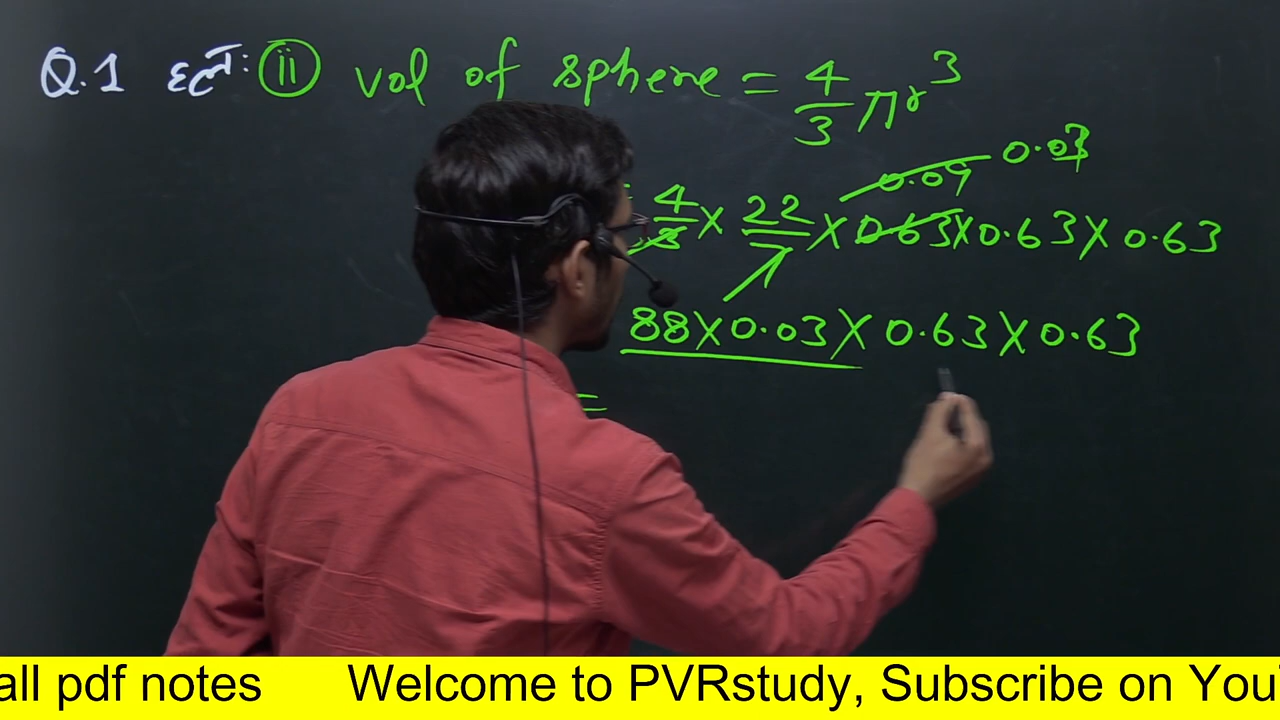 Q.1 हल: (ii) vol of sphere = 4/3 πr³
0.09 0.03
4/3 × 22/7 × 0.63 × 0.63 × 0.63
88 × 0.03 × 0.63 × 0.63
=
all pdf notes Welcome to PVRstudy, Subscribe on You